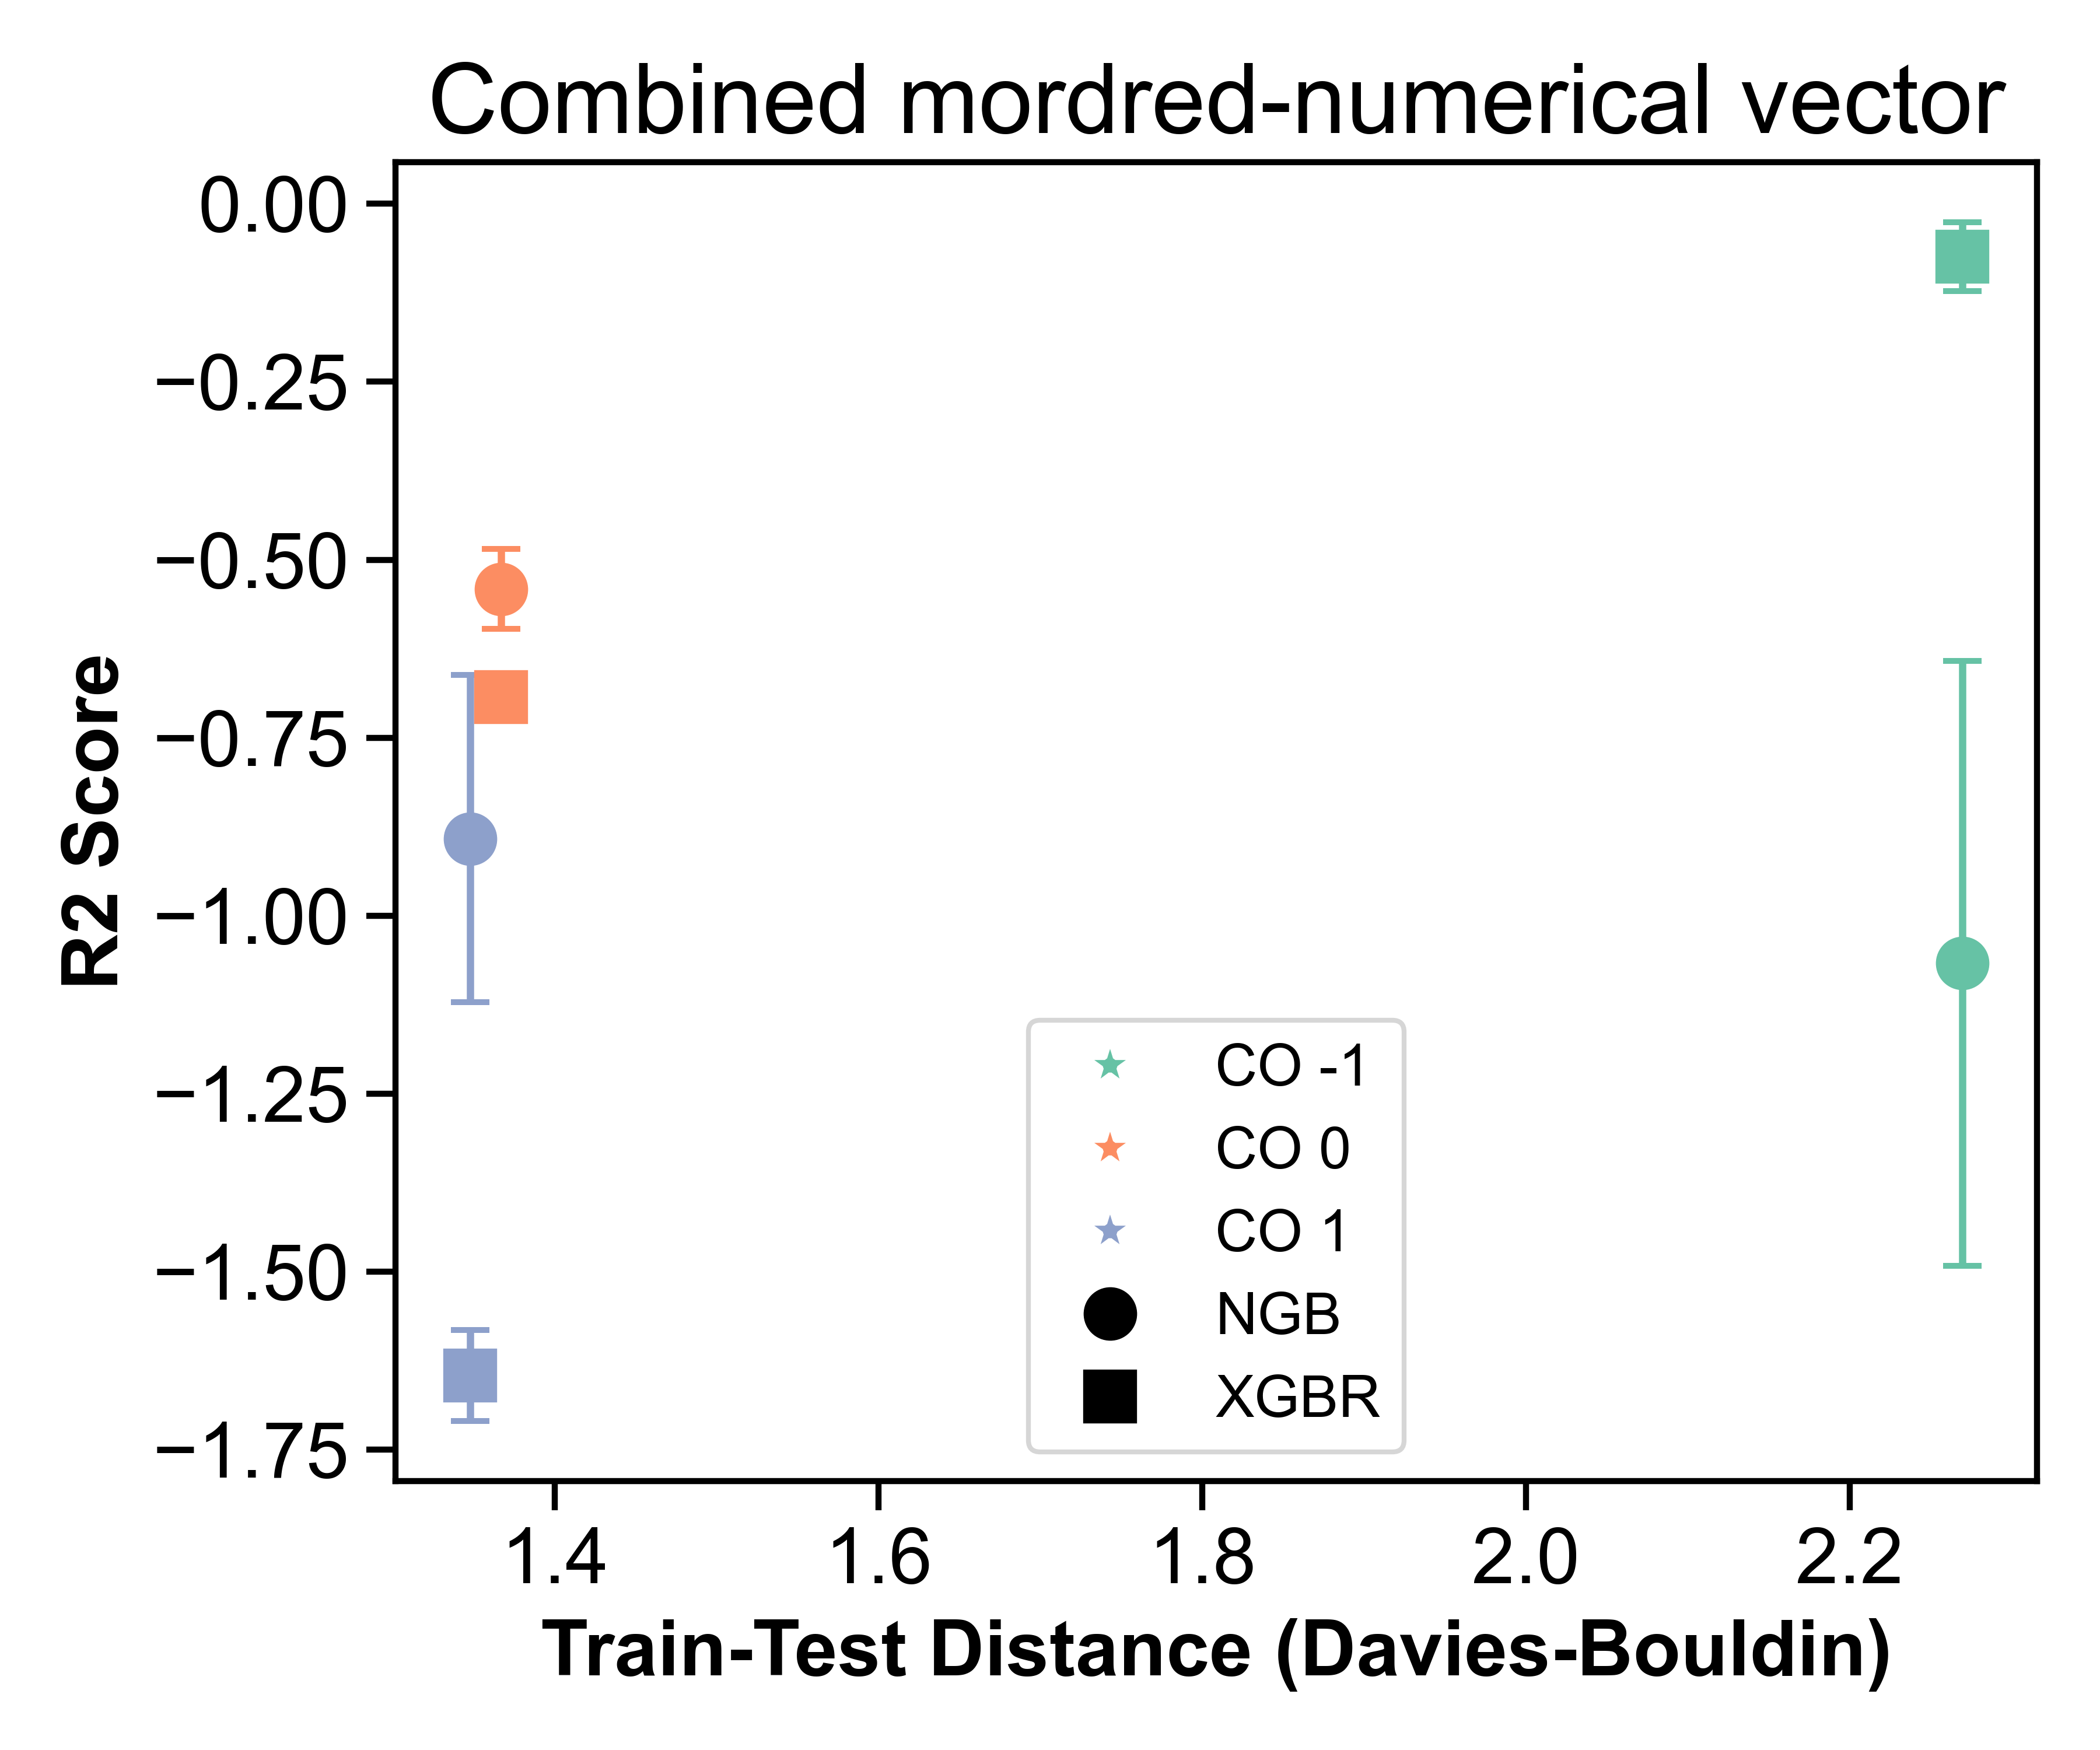 Combined mordred-numerical vector
0.00
−0.25
−0.50
−0.75
−1.00
−1.25
−1.50
−1.75
R2 Score
CO -1
CO 0
CO 1
NGB
XGBR
1.4 1.6 1.8 2.0 2.2
Train-Test Distance (Davies-Bouldin)